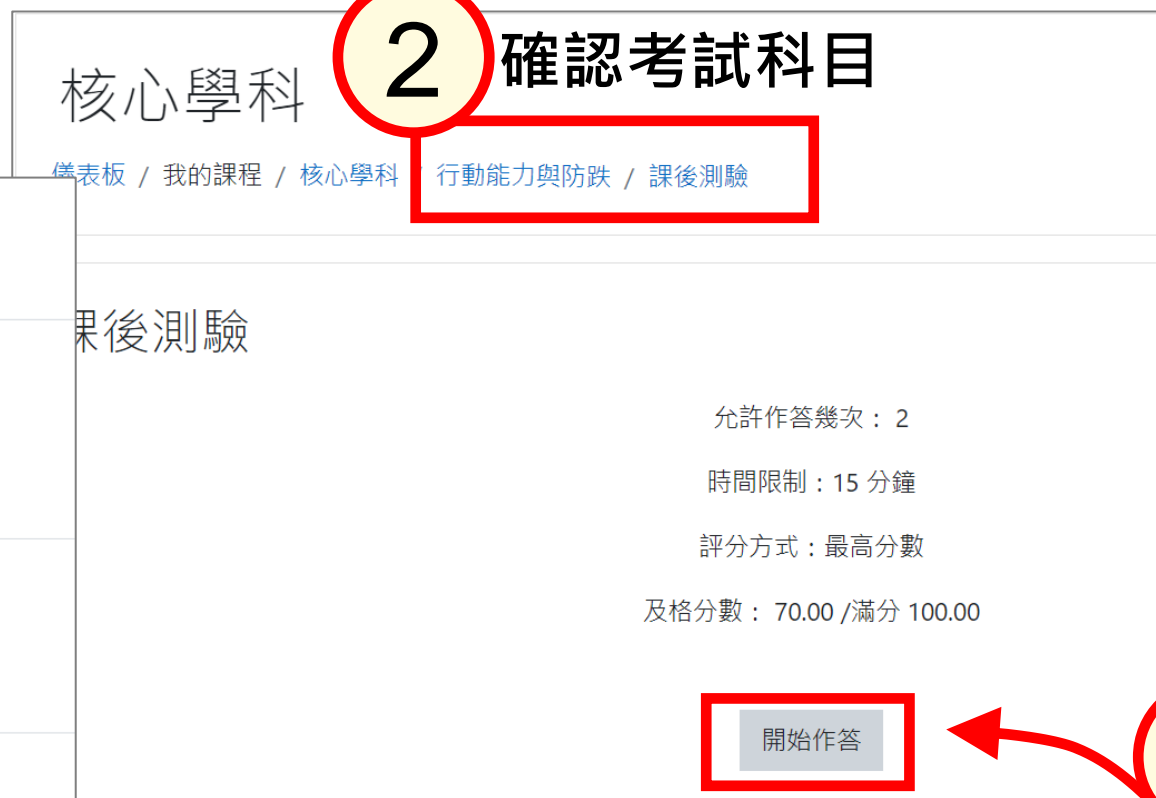 2 確認考試科目
核心學科
儀表板 / 我的課程 / 核心學科 / 行動能力與防跌 / 課後測驗
課後測驗
允許作答幾次： 2
時間限制：15 分鐘
評分方式：最高分數
及格分數： 70.00 /滿分 100.00
開始作答